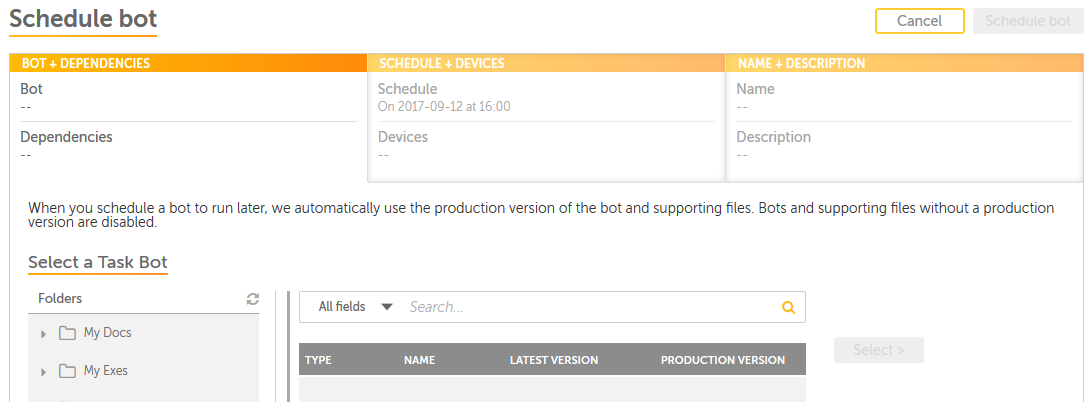 Schedule bot
Cancel
Schedule bot
BOT + DEPENDENCIES
SCHEDULE + DEVICES
NAME + DESCRIPTION
Bot
--
Dependencies
--
Schedule
On 2017-09-12 at 16:00
Devices
--
Name
--
Description
--
When you schedule a bot to run later, we automatically use the production version of the bot and supporting files. Bots and supporting files without a production
version are disabled.
Select a Task Bot
Folders
My Docs
My Exes
All fields
Search...
TYPE NAME LATEST VERSION PRODUCTION VERSION
Select >